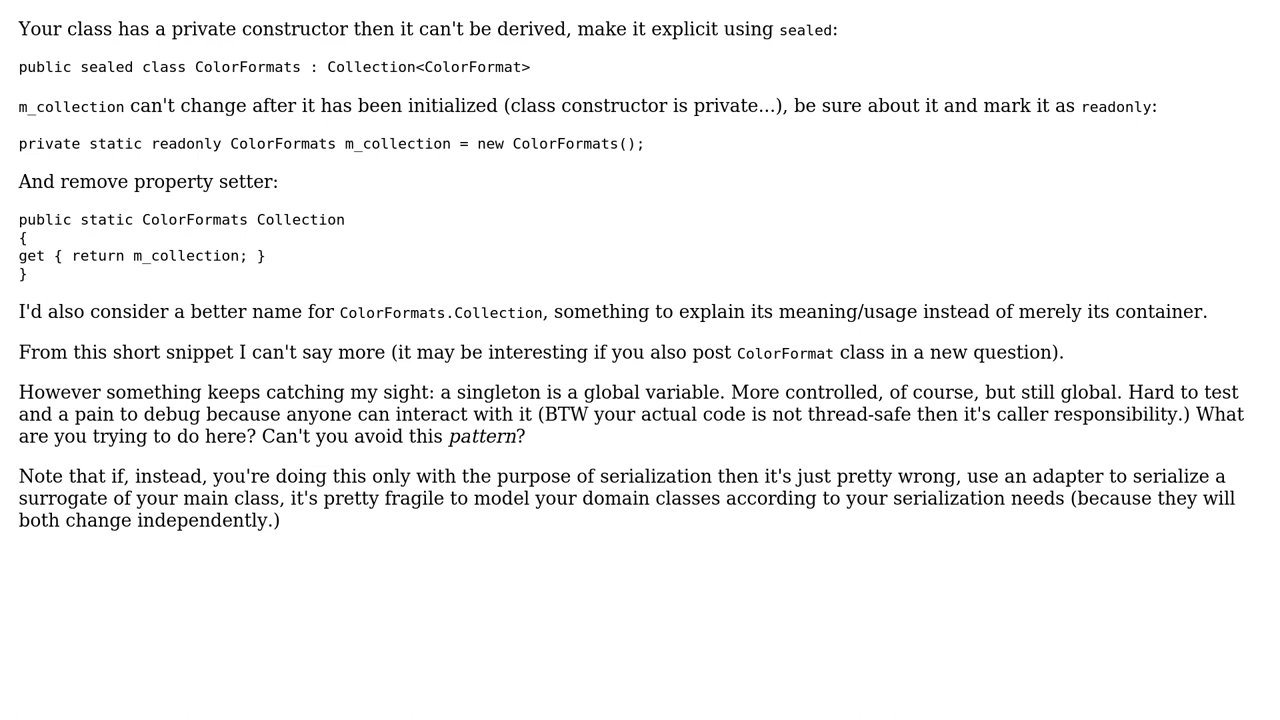 Your class has a private constructor then it can't be derived, make it explicit using sealed:
public sealed class ColorFormats : Collection<ColorFormat>
m_collection can't change after it has been initialized (class constructor is private...), be sure about it and mark it as readonly:
private static readonly ColorFormats m_collection = new ColorFormats();
And remove property setter:
public static ColorFormats Collection
{
get { return m_collection; }
}
I'd also consider a better name for ColorFormats.Collection, something to explain its meaning/usage instead of merely its container.
From this short snippet I can't say more (it may be interesting if you also post ColorFormat class in a new question).
However something keeps catching my sight: a singleton is a global variable. More controlled, of course, but still global. Hard to test
and a pain to debug because anyone can interact with it (BTW your actual code is not thread-safe then it's caller responsibility.) What
are you trying to do here? Can't you avoid this pattern?
Note that if, instead, you're doing this only with the purpose of serialization then it's just pretty wrong, use an adapter to serialize a
surrogate of your main class, it's pretty fragile to model your domain classes according to your serialization needs (because they will
both change independently.)